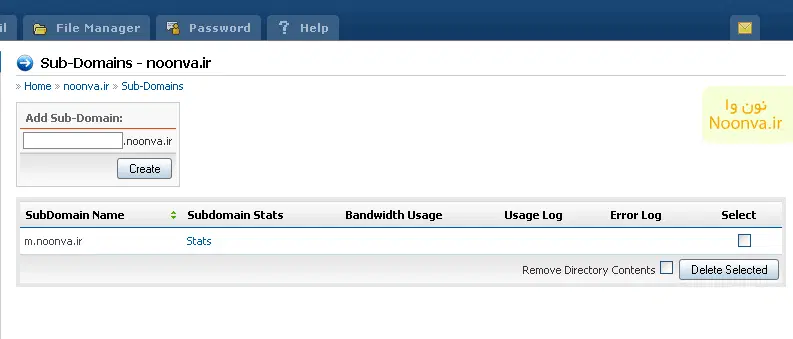 il File Manager Password Help
Sub-Domains - noonva.ir
» Home » noonva.ir » Sub-Domains
Add Sub-Domain:
.noonva.ir
Create
نون وا
Noonva.ir
SubDomain Name Subdomain Stats Bandwidth Usage Usage Log Error Log Select
m.noonva.ir Stats
Remove Directory Contents Delete Selected